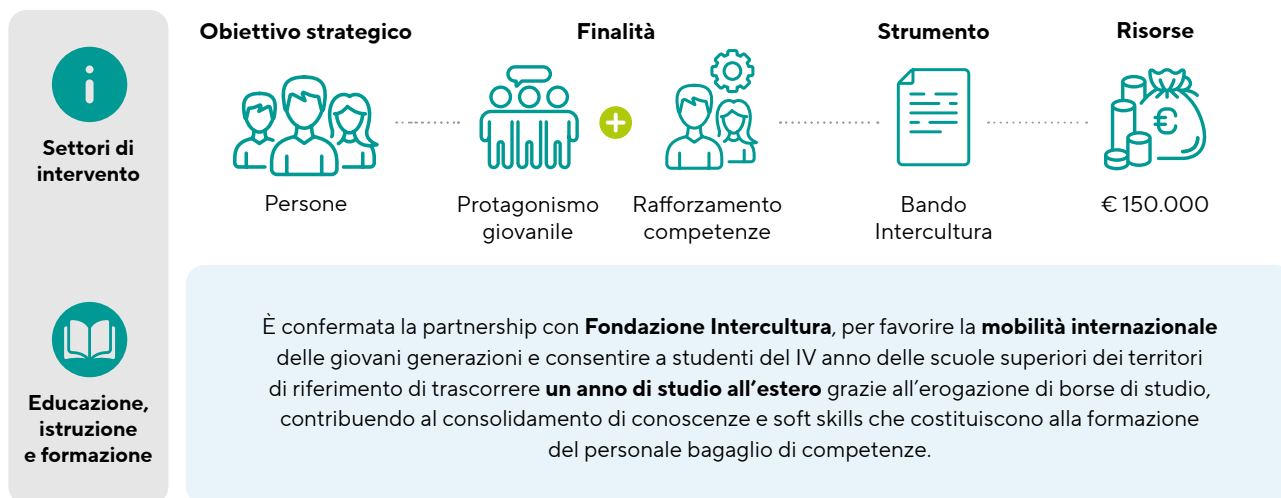 Settori di
intervento
Educazione,
istruzione
e formazione
Obiettivo strategico
Finalità
Strumento
Risorse
€
Persone
Protagonismo
giovanile
Rafforzamento
competenze
Bando
Intercultura
€ 150.000
È confermata la partnership con Fondazione Intercultura, per favorire la mobilità internazionale
delle giovani generazioni e consentire a studenti del IV anno delle scuole superiori dei territori
di riferimento di trascorrere un anno di studio all'estero grazie all'erogazione di borse di studio,
contribuendo al consolidamento di conoscenze e soft skills che costituiscono alla formazione
del personale bagaglio di competenze.